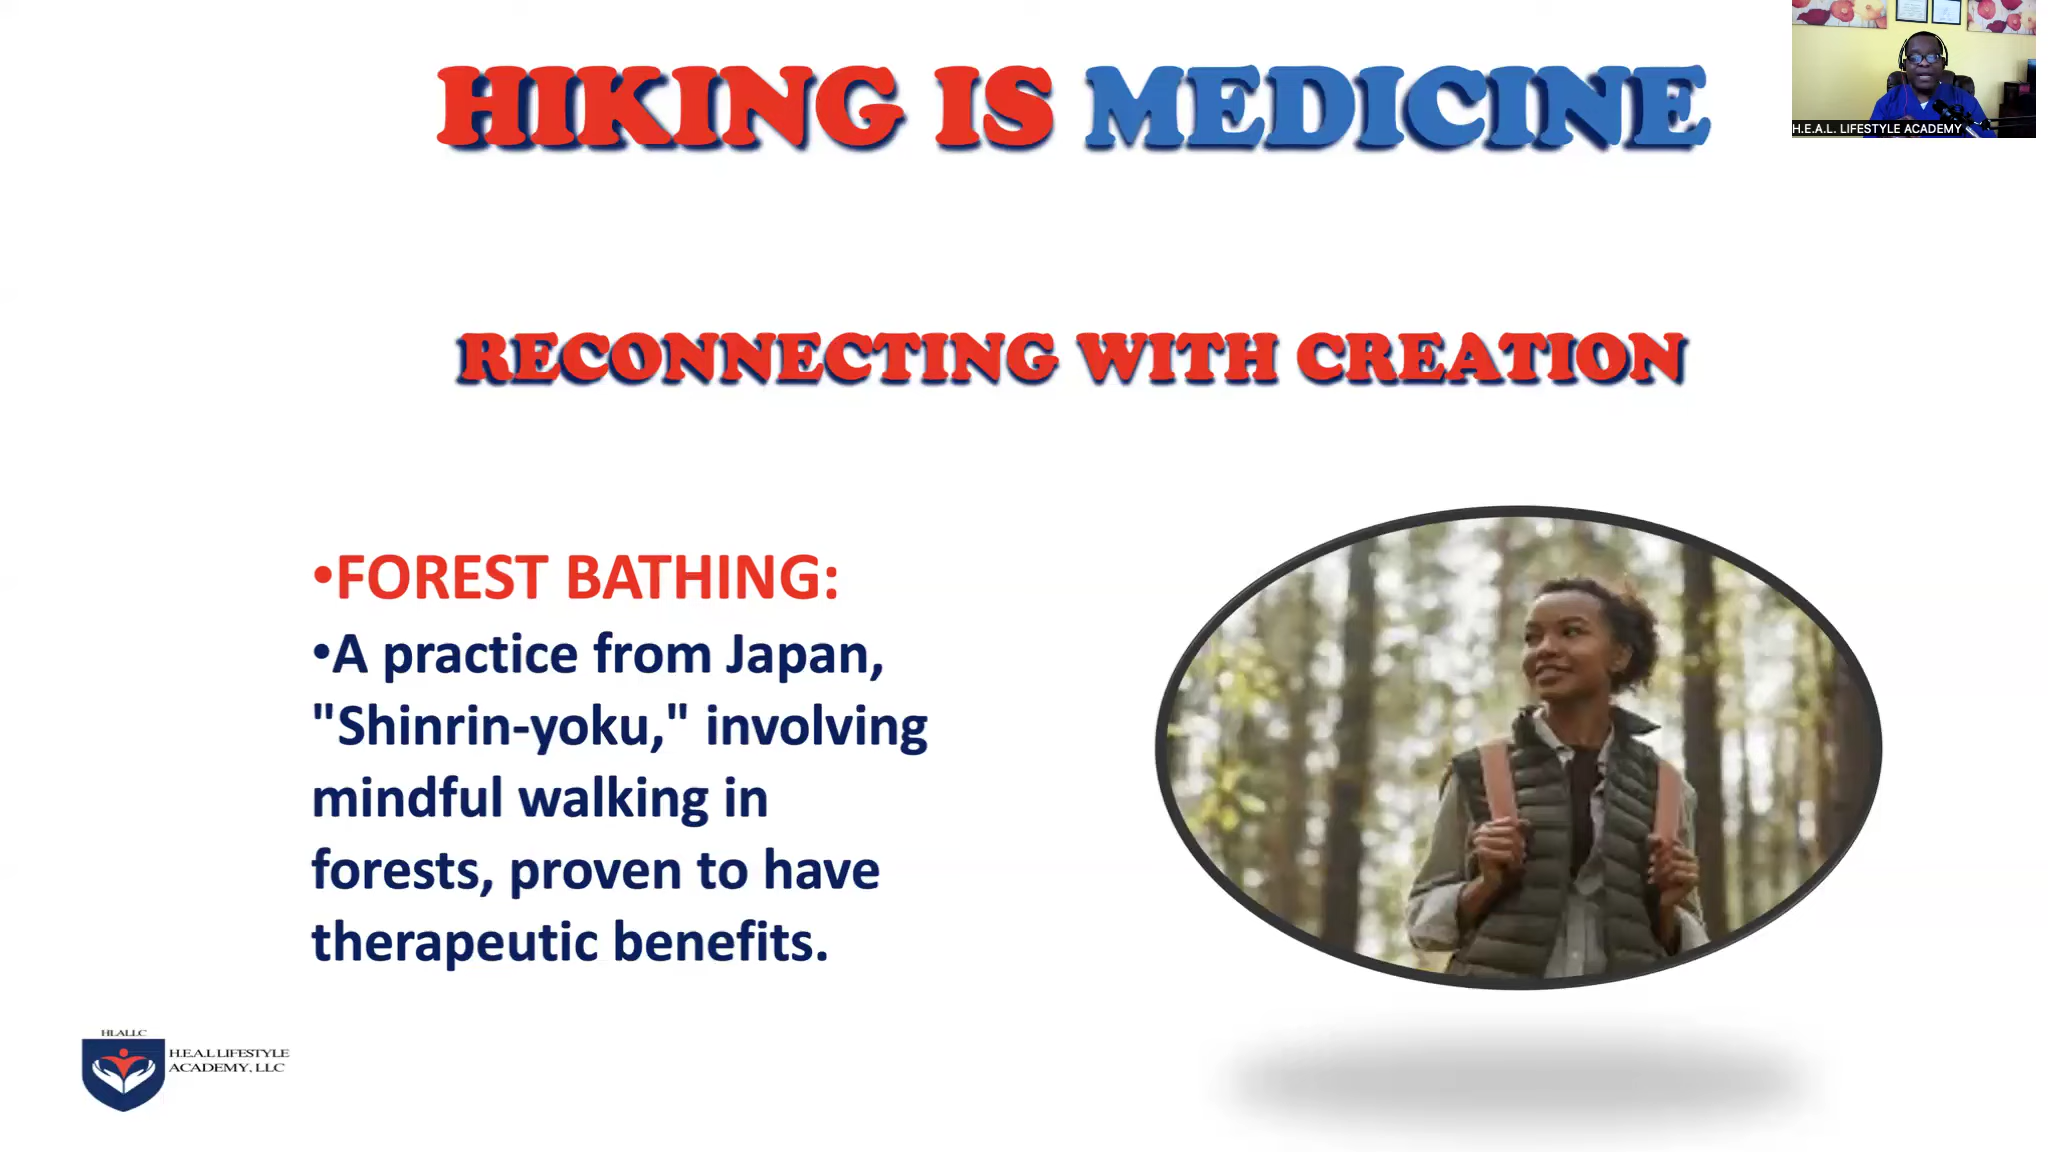 HIKING IS MEDICINE
H.E.A.L. LIFESTYLE ACADEMY
RECONNECTING WITH CREATION
•FOREST BATHING:
•A practice from Japan,
"Shinrin-yoku," involving
mindful walking in
forests, proven to have
therapeutic benefits.
HLALLC
H.E.A.L LIFESTYLE
ACADEMY, LLC